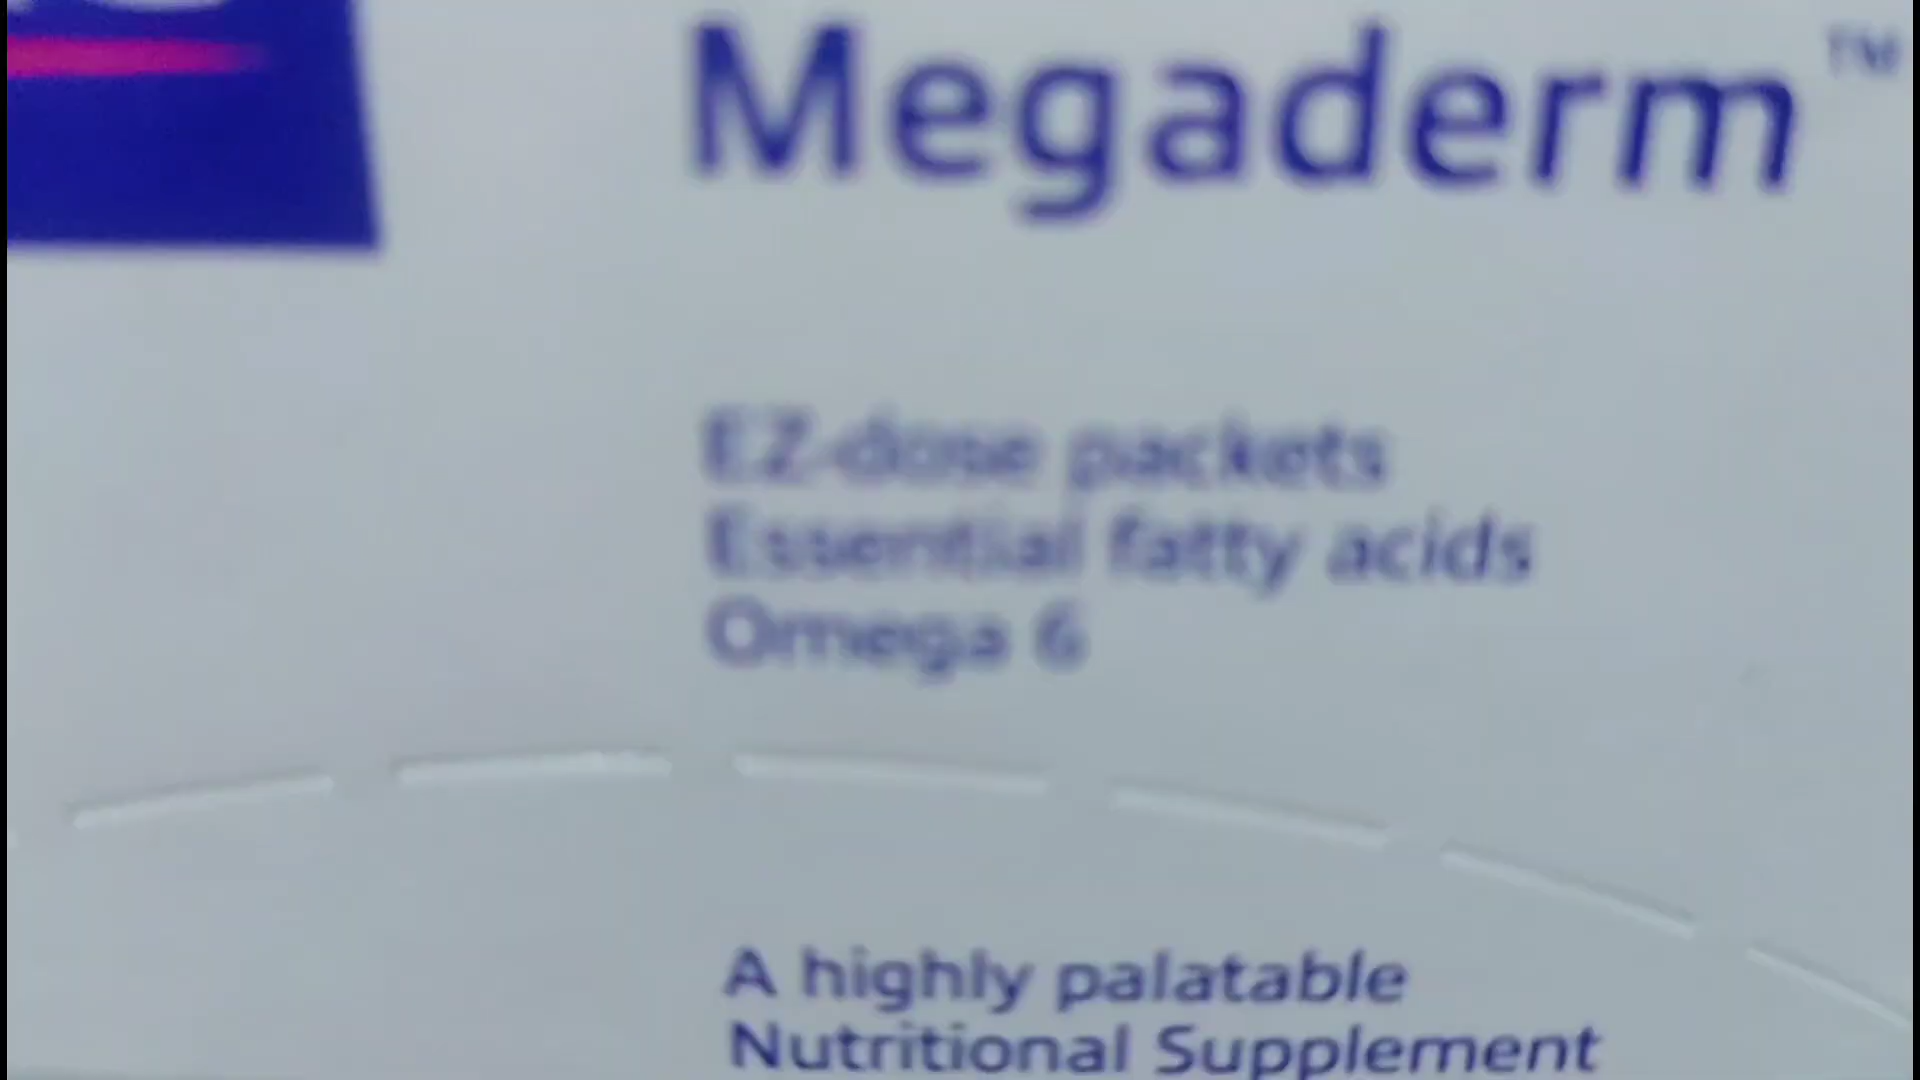 Megaderm™
EZ-dose packets
Essential fatty acids
Omega 6
A highly palatable
Nutritional Supplement